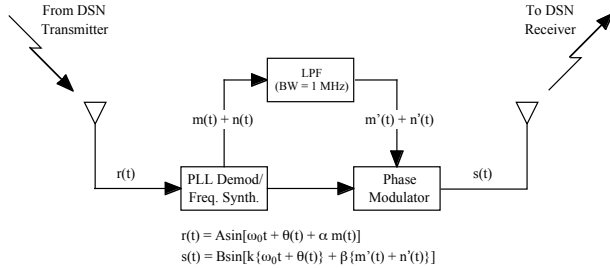 From DSN
Transmitter
To DSN
Receiver
LPF
(BW = 1 MHz)
m(t) + n(t)
m'(t) + n'(t)
r(t)
PLL Demod/
Freq. Synth.
Phase
Modulator
s(t)
r(t) = Asin[ω0t + θ(t) + α m(t)]
s(t) = Bsin[k{ω0t + θ(t)} + β{m'(t) + n'(t)}]